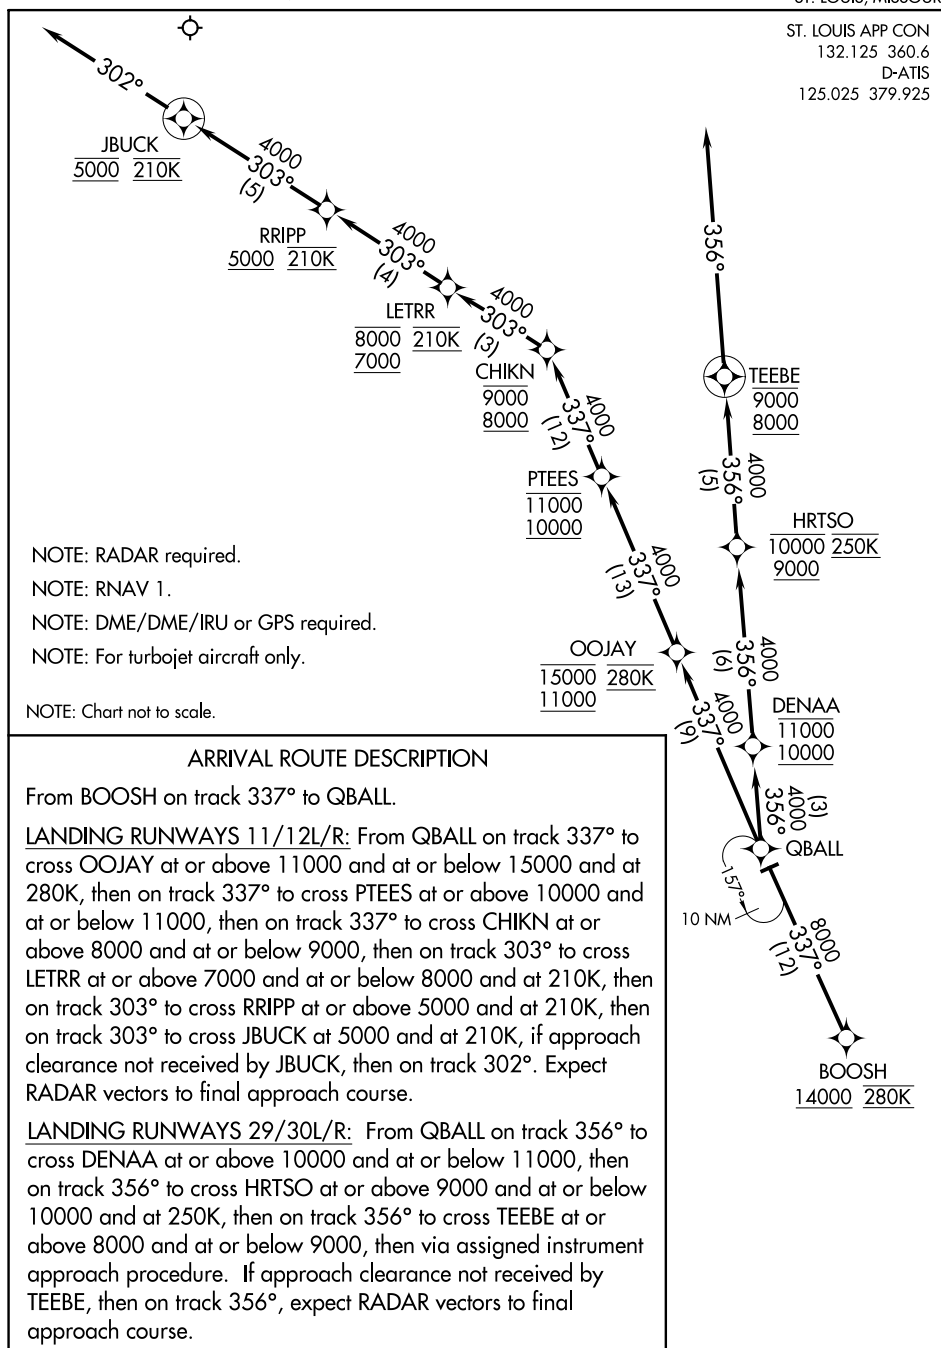 ST. LOUIS APP CON
132.125 360.6
D-ATIS
125.025 379.925
302°
JBUCK
5000 210K
4000
303°
(5)
RRIPP
5000 210K
4000
303°
(4)
LETRR
8000 210K
7000
4000
303°
(3)
CHIKN
9000
8000
4000
337°
(12)
PTEES
11000
10000
4000
337°
(13)
OOJAY
15000 280K
11000
4000
337°
(9)
356°
TEEBE
9000
8000
4000
356°
(5)
HRTSO
10000 250K
9000
4000
356°
(6)
DENAA
11000
10000
(3)
4000
356°
QBALL
157°
10 NM
8000
337°
(12)
BOOSH
14000 280K
NOTE: RADAR required.
NOTE: RNAV 1.
NOTE: DME/DME/IRU or GPS required.
NOTE: For turbojet aircraft only.
NOTE: Chart not to scale.
ARRIVAL ROUTE DESCRIPTION
From BOOSH on track 337° to QBALL.
LANDING RUNWAYS 11/12L/R: From QBALL on track 337° to
cross OOJAY at or above 11000 and at or below 15000 and at
280K, then on track 337° to cross PTEES at or above 10000 and
at or below 11000, then on track 337° to cross CHIKN at or
above 8000 and at or below 9000, then on track 303° to cross
LETRR at or above 7000 and at or below 8000 and at 210K, then
on track 303° to cross RRIPP at or above 5000 and at 210K, then
on track 303° to cross JBUCK at 5000 and at 210K, if approach
clearance not received by JBUCK, then on track 302°. Expect
RADAR vectors to final approach course.
LANDING RUNWAYS 29/30L/R: From QBALL on track 356° to
cross DENAA at or above 10000 and at or below 11000, then
on track 356° to cross HRTSO at or above 9000 and at or below
10000 and at 250K, then on track 356° to cross TEEBE at or
above 8000 and at or below 9000, then via assigned instrument
approach procedure. If approach clearance not received by
TEEBE, then on track 356°, expect RADAR vectors to final
approach course.